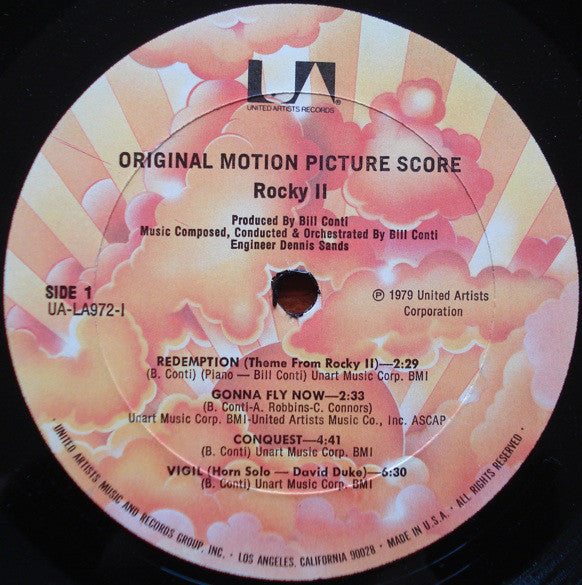 UA®
UNITED ARTISTS RECORDS
ORIGINAL MOTION PICTURE SCORE
Rocky II
Produced By Bill Conti
Music Composed, Conducted & Orchestrated By Bill Conti
Engineer Dennis Sands
SIDE 1
UA-LA972-I
℗ 1979 United Artists
Corporation
REDEMPTION (Theme From Rocky II)—2:29
(B. Conti) (Piano — Bill Conti) Unart Music Corp. BMI
GONNA FLY NOW—2:33
(B. Conti-A. Robbins-C. Connors)
Unart Music Corp. BMI-United Artists Music Co., Inc. ASCAP
CONQUEST—4:41
(B. Conti) Unart Music Corp. BMI
VIGIL (Horn Solo — David Duke)—6:30
(B. Conti) Unart Music Corp. BMI
UNITED ARTISTS MUSIC AND RECORDS GROUP, INC. • LOS ANGELES, CALIFORNIA 90028 • MADE IN U.S.A. • ALL RIGHTS RESERVED.